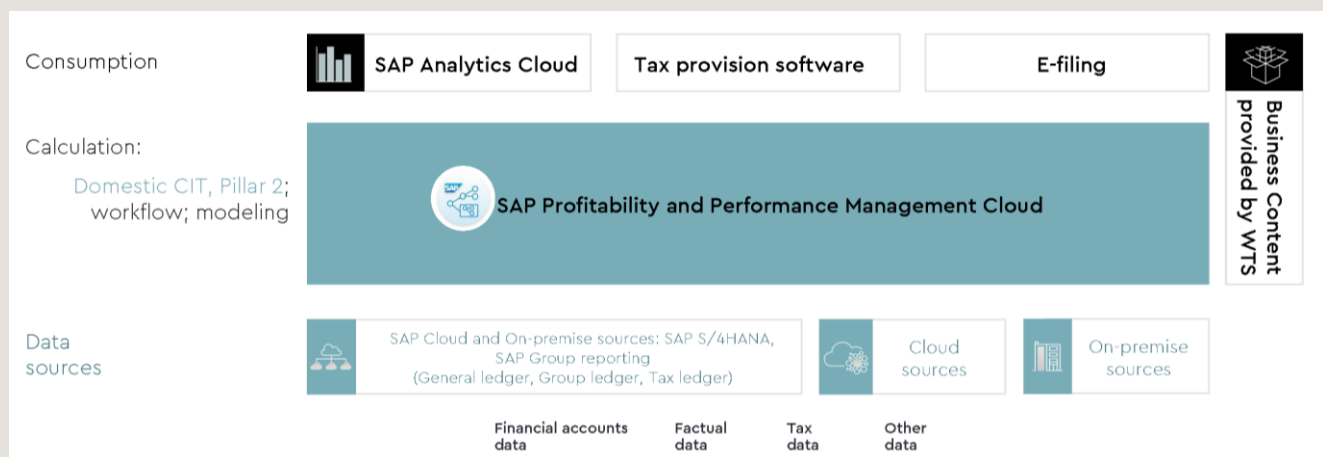 Consumption
SAP Analytics Cloud
Tax provision software
E-filing
Business Content
provided by WTS
Calculation:
Domestic CIT, Pillar 2;
workflow; modeling
SAP
SAP Profitability and Performance Management Cloud
Data
sources
SAP Cloud and On-premise sources: SAP S/4HANA,
SAP Group reporting
(General ledger, Group ledger, Tax ledger)
Cloud
sources
On-premise
sources
Financial accounts
data
Factual
data
Tax
data
Other
data